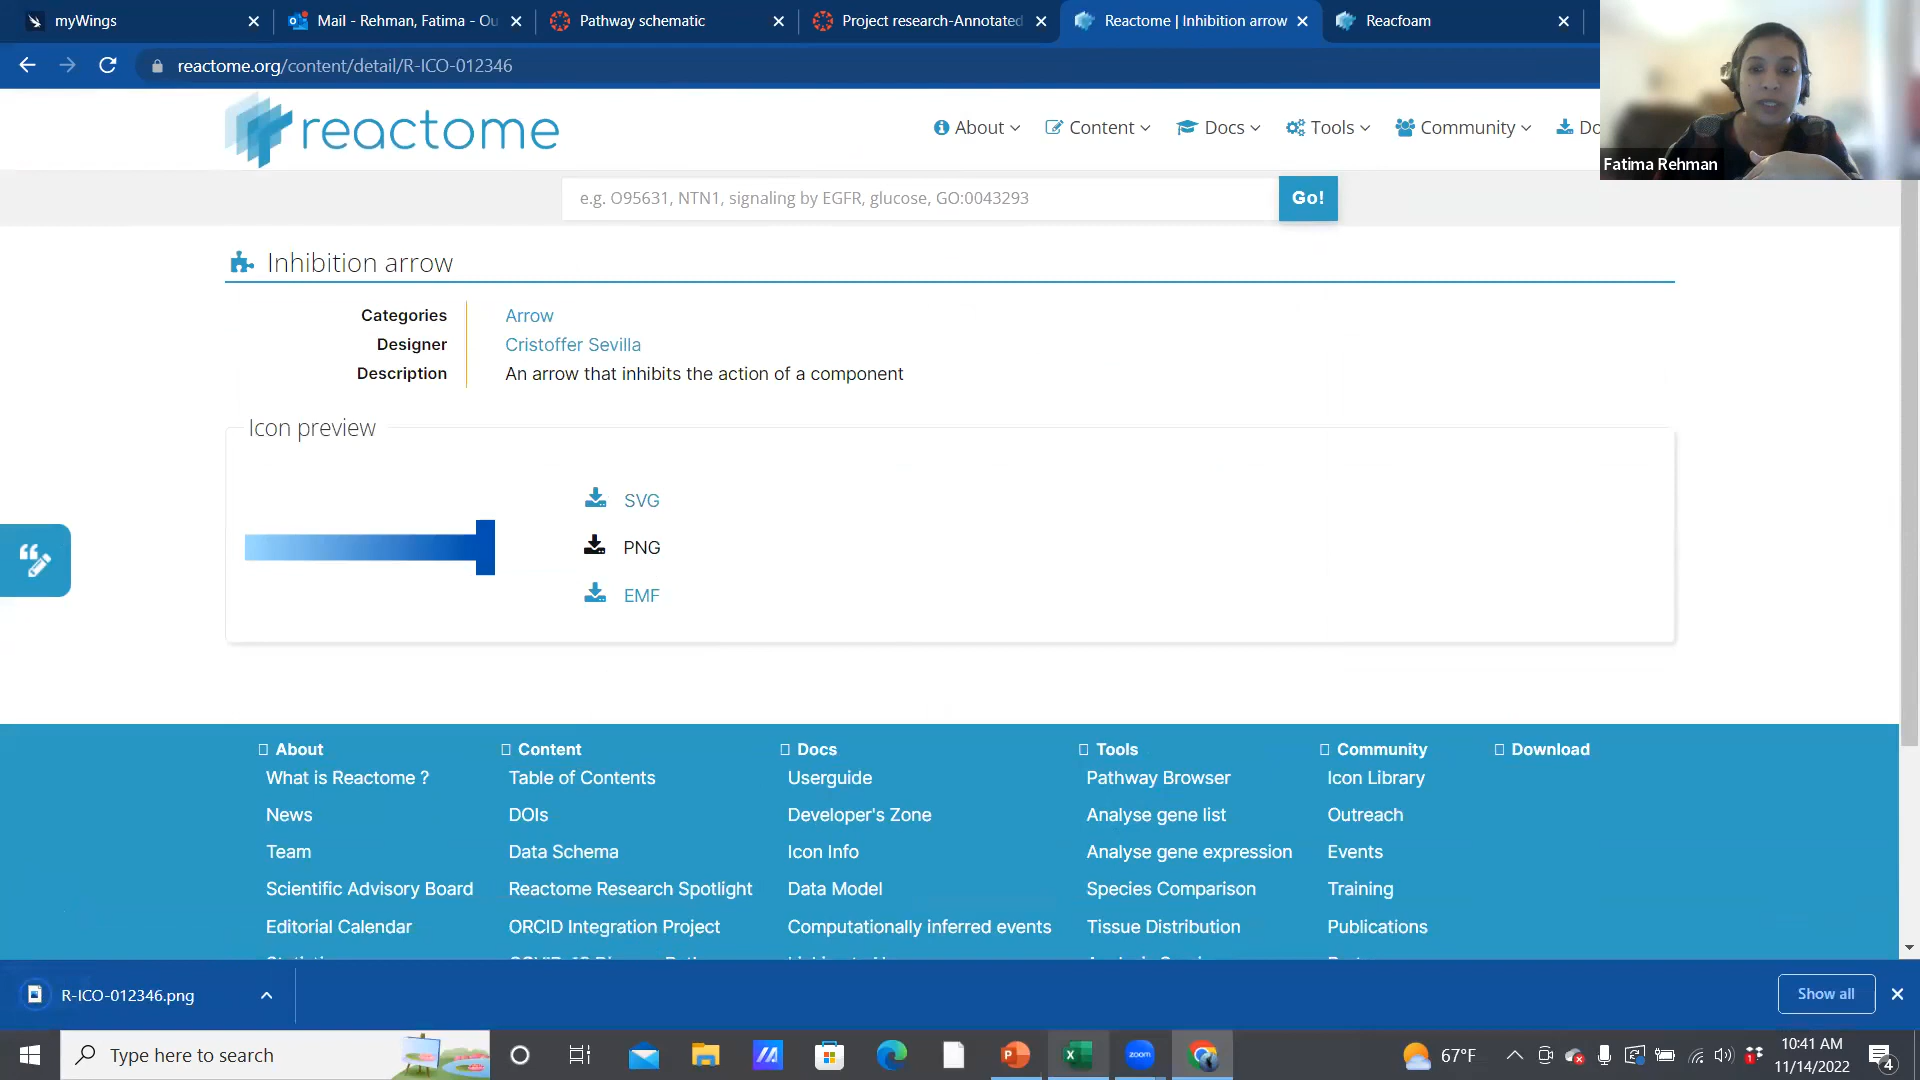 myWings
Mail - Rehman, Fatima - Ou
Pathway schematic
Project research-Annotated
Reactome | Inhibition arrow
Reacfoam
reactome.org/content/detail/R-ICO-012346
reactome
About
Content
Docs
Tools
Community
Do
Fatima Rehman
e.g. O95631, NTN1, signaling by EGFR, glucose, GO:0043293
Go!
Inhibition arrow
Categories Arrow
Designer Cristoffer Sevilla
Description An arrow that inhibits the action of a component
Icon preview
SVG
PNG
EMF
About Content Docs Tools Community Download
What is Reactome ? Table of Contents Userguide Pathway Browser Icon Library
News DOIs Developer's Zone Analyse gene list Outreach
Team Data Schema Icon Info Analyse gene expression Events
Scientific Advisory Board Reactome Research Spotlight Data Model Species Comparison Training
Editorial Calendar ORCID Integration Project Computationally inferred events Tissue Distribution Publications
R-ICO-012346.png
Show all
Type here to search
zoom
67°F
10:41 AM
11/14/2022
4